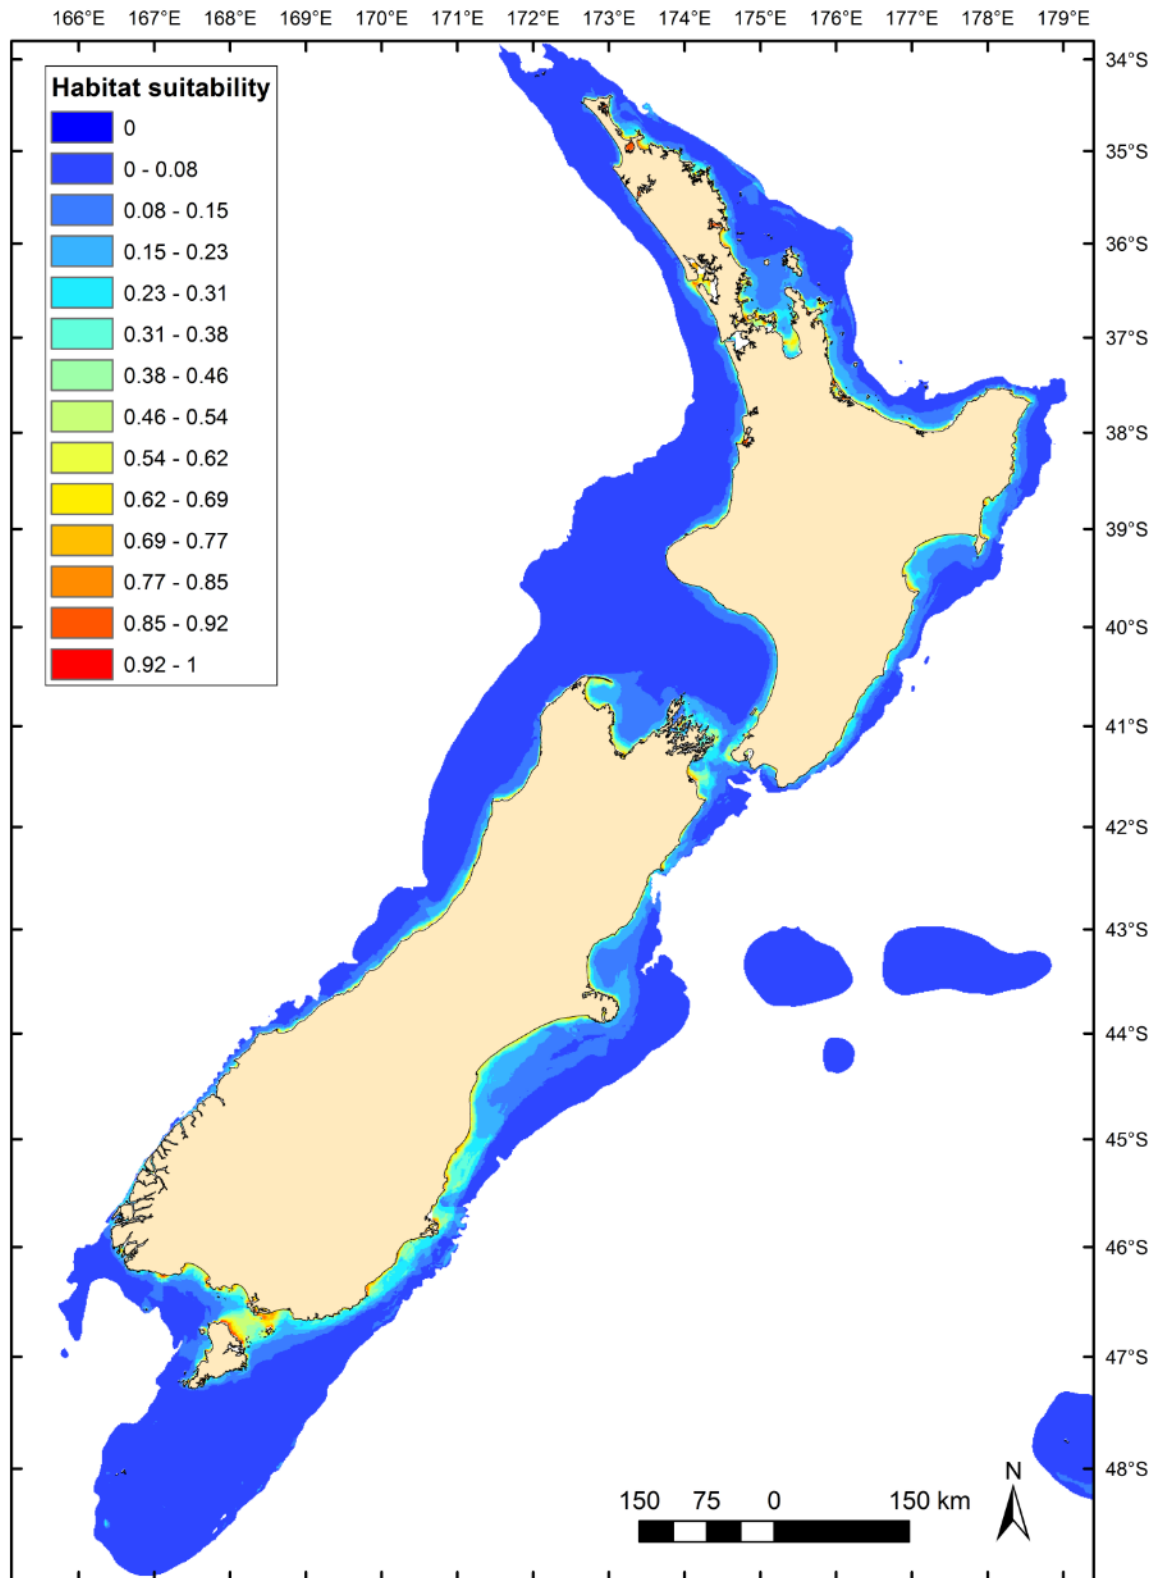 166°E 167°E 168°E 169°E 170°E 171°E 172°E 173°E 174°E 175°E 176°E 177°E 178°E 179°E
Habitat suitability
0
0 - 0.08
0.08 - 0.15
0.15 - 0.23
0.23 - 0.31
0.31 - 0.38
0.38 - 0.46
0.46 - 0.54
0.54 - 0.62
0.62 - 0.69
0.69 - 0.77
0.77 - 0.85
0.85 - 0.92
0.92 - 1
34°S
35°S
36°S
37°S
38°S
39°S
40°S
41°S
42°S
43°S
44°S
45°S
46°S
47°S
48°S
N
150 75 0 150 km